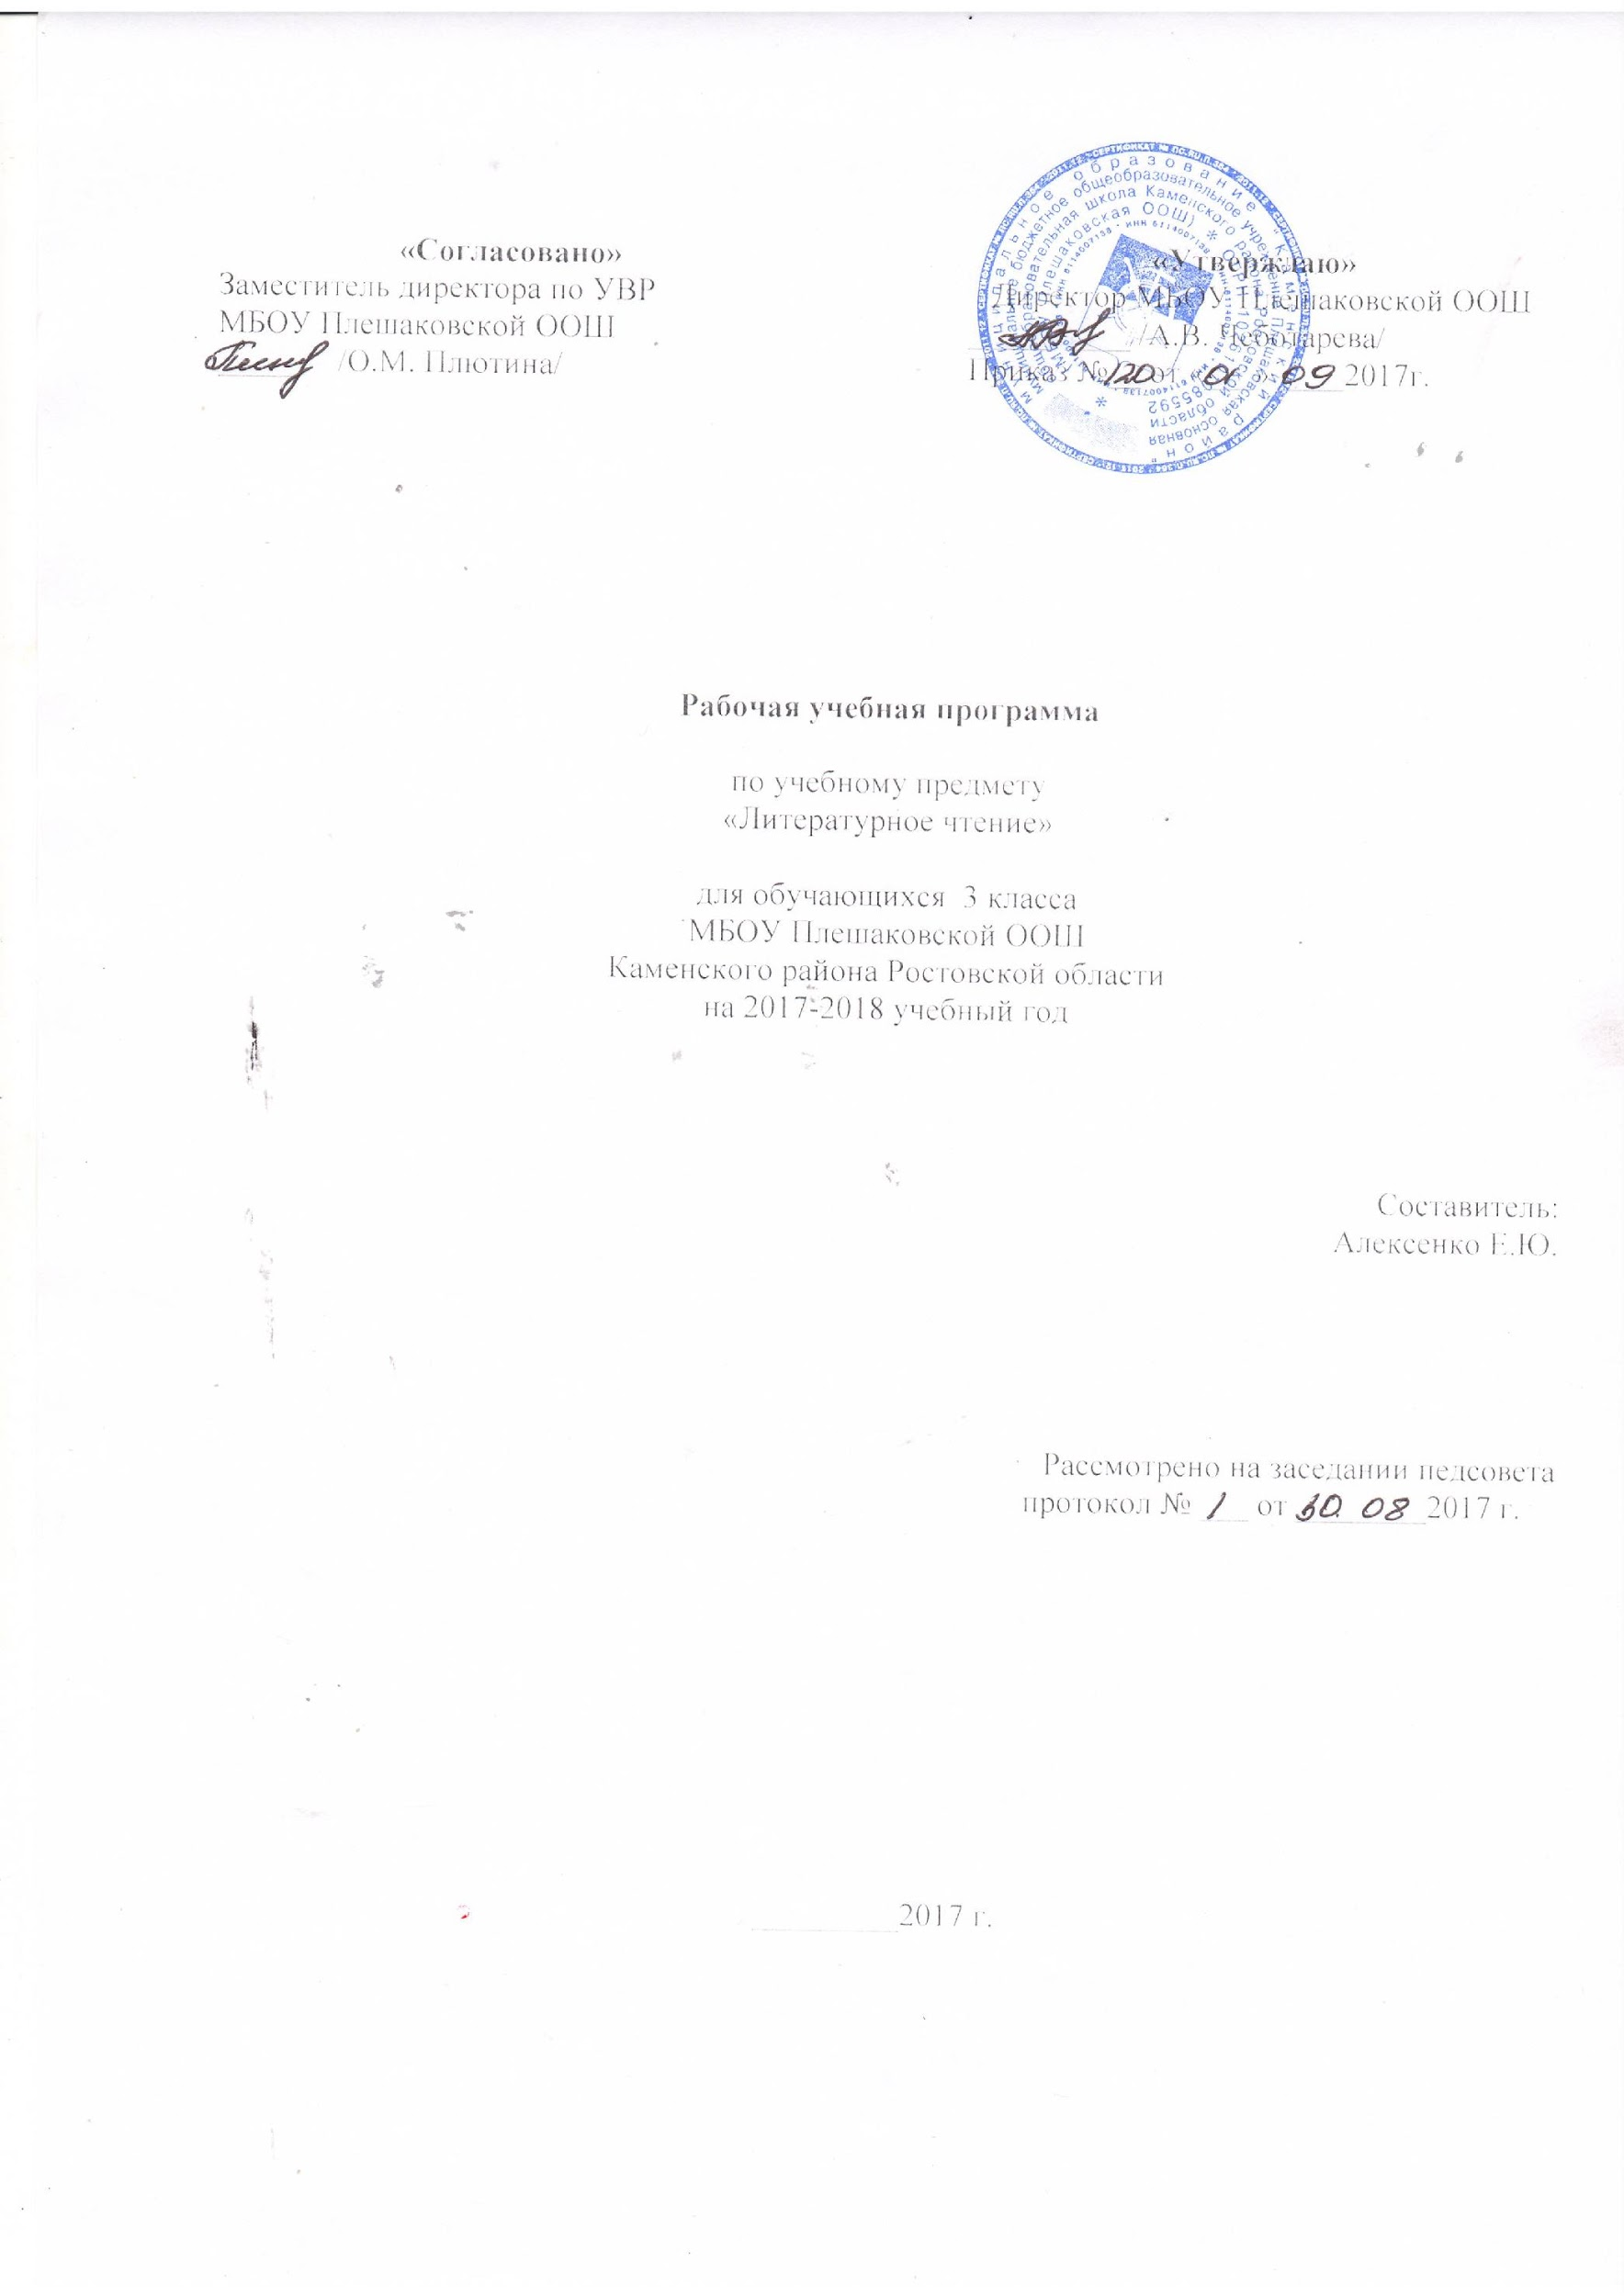 «Согласовано»
Заместитель директора по УВР
МБОУ Плешаковской ООШ
/О.М. Плютина/
«Утверждаю»
Директор МБОУ Плешаковской ООШ
/А.В. Чеботарева/
Приказ № 120 от 01 09 2017г.
Рабочая учебная программа
по учебному предмету
«Литературное чтение»
для обучающихся 3 класса
МБОУ Плешаковской ООШ
Каменского района Ростовской области
на 2017-2018 учебный год
Составитель:
Алексенко Е.Ю.
Рассмотрено на заседании педсовета
протокол № 1 от 30 08 2017 г.
2017 г.